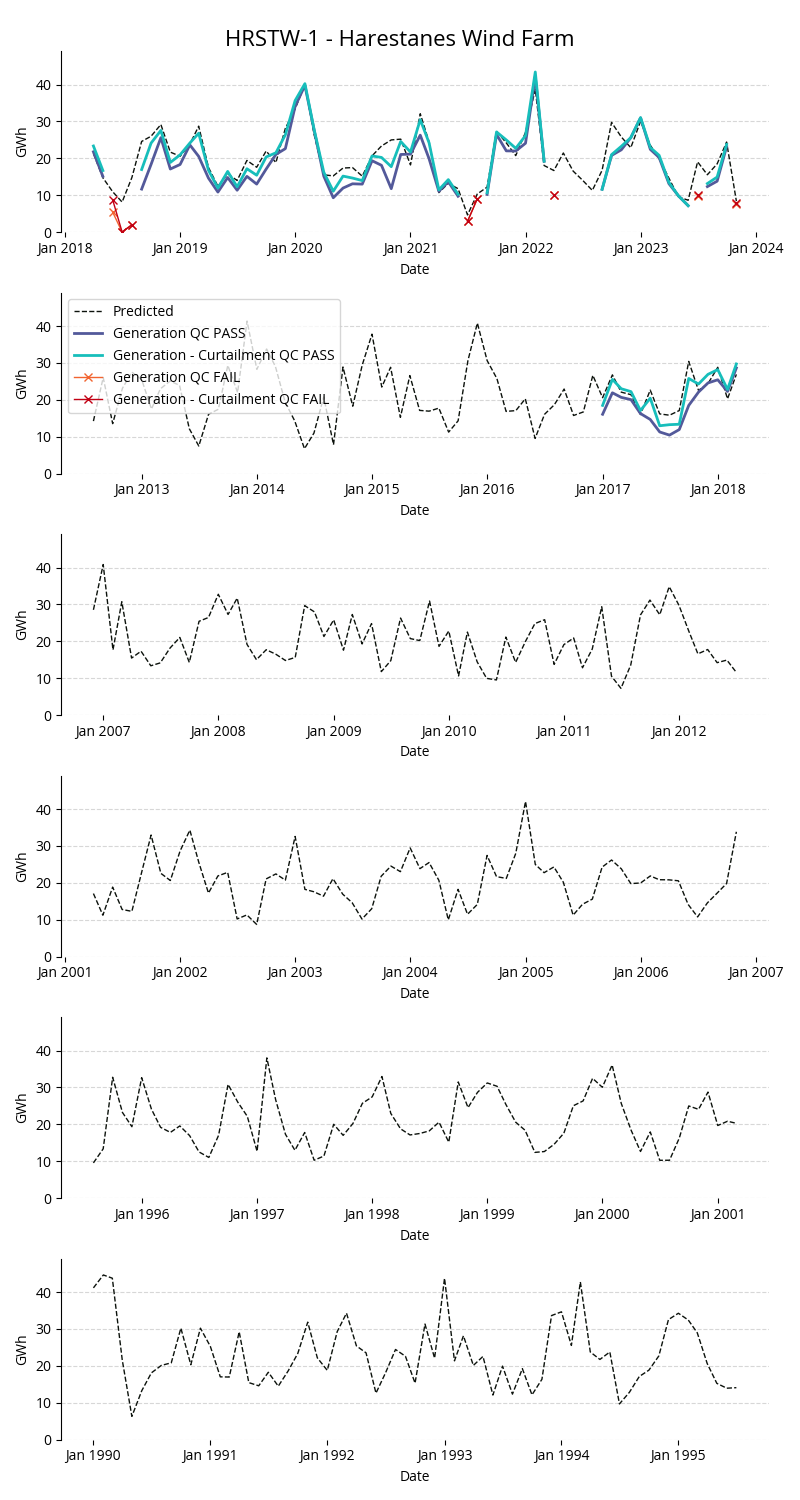 HRSTW-1 - Harestanes Wind Farm
GWh
40
30
20
10
0
Jan 2018 Jan 2019 Jan 2020 Jan 2021 Jan 2022 Jan 2023 Jan 2024
Date
Predicted
Generation QC PASS
Generation - Curtailment QC PASS
Generation QC FAIL
Generation - Curtailment QC FAIL
GWh
40
30
20
10
0
Jan 2013 Jan 2014 Jan 2015 Jan 2016 Jan 2017 Jan 2018
Date
GWh
40
30
20
10
0
Jan 2007 Jan 2008 Jan 2009 Jan 2010 Jan 2011 Jan 2012
Date
GWh
40
30
20
10
0
Jan 2001 Jan 2002 Jan 2003 Jan 2004 Jan 2005 Jan 2006 Jan 2007
Date
GWh
40
30
20
10
0
Jan 1996 Jan 1997 Jan 1998 Jan 1999 Jan 2000 Jan 2001
Date
GWh
40
30
20
10
0
Jan 1990 Jan 1991 Jan 1992 Jan 1993 Jan 1994 Jan 1995
Date